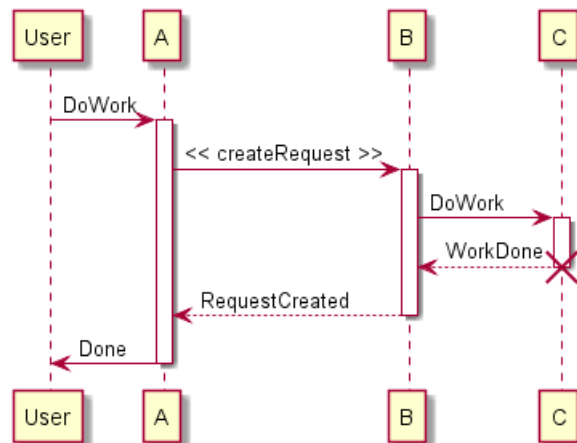 User A B C
DoWork
<< createRequest >>
DoWork
WorkDone
RequestCreated
Done
User A B C